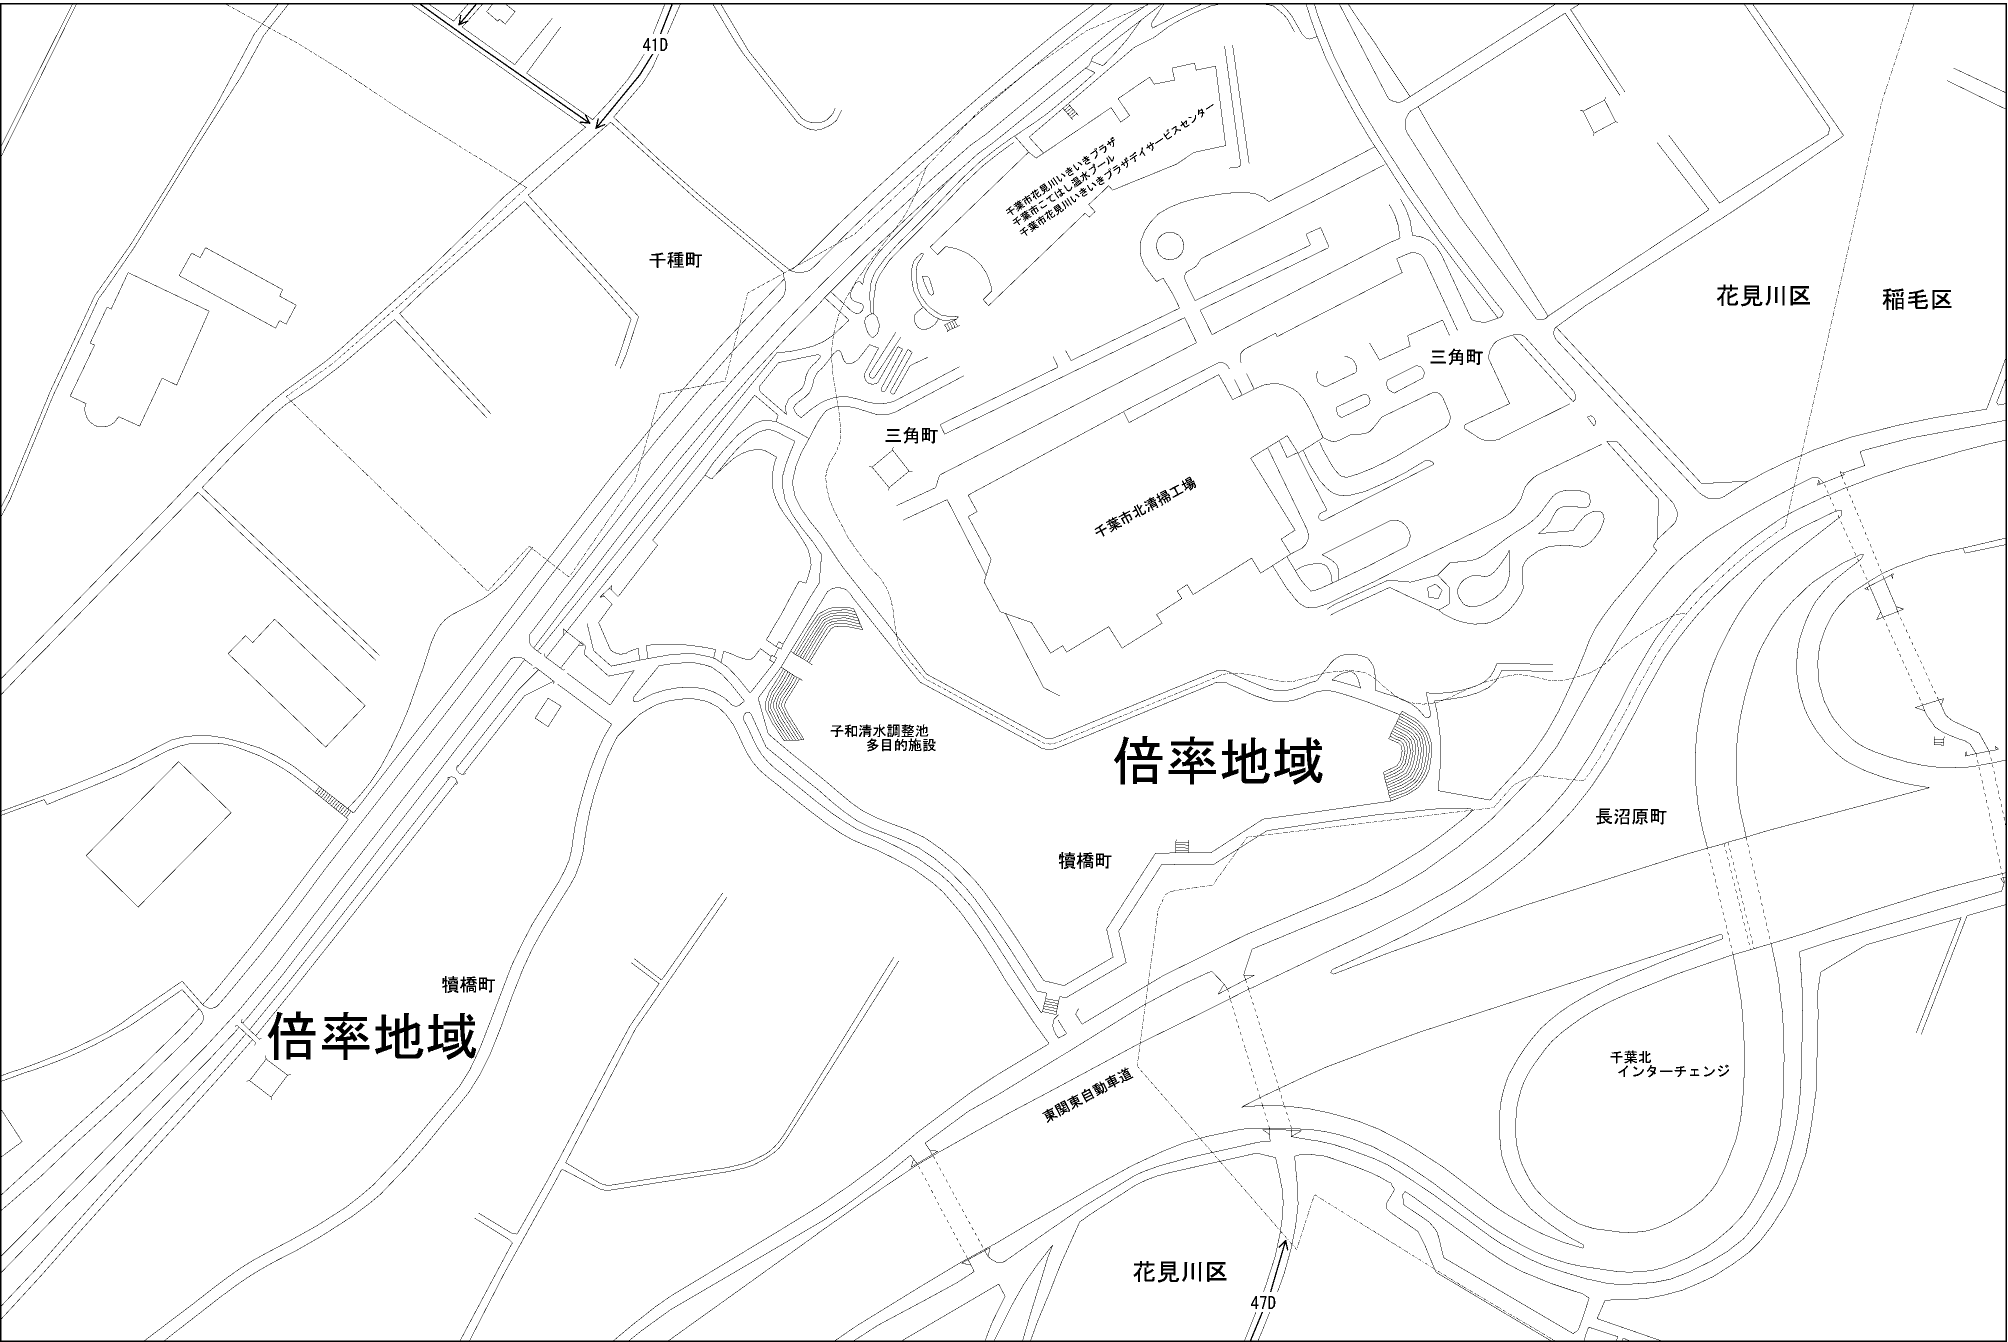 41D
千葉市花見川いきいきプラザ
千葉市こてはし温水プール
千葉市花見川いきいきプラザデイサービスセンター
千種町
花見川区
稲毛区
三角町
三角町
千葉市北清掃工場
子和清水調整池
多目的施設
倍率地域
長沼原町
犢橋町
犢橋町
倍率地域
千葉北
インターチェンジ
東関東自動車道
花見川区
47D